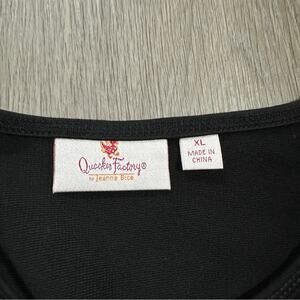 Quacker Factory®
by Jeanne Bice
XL
MADE IN
CHINA